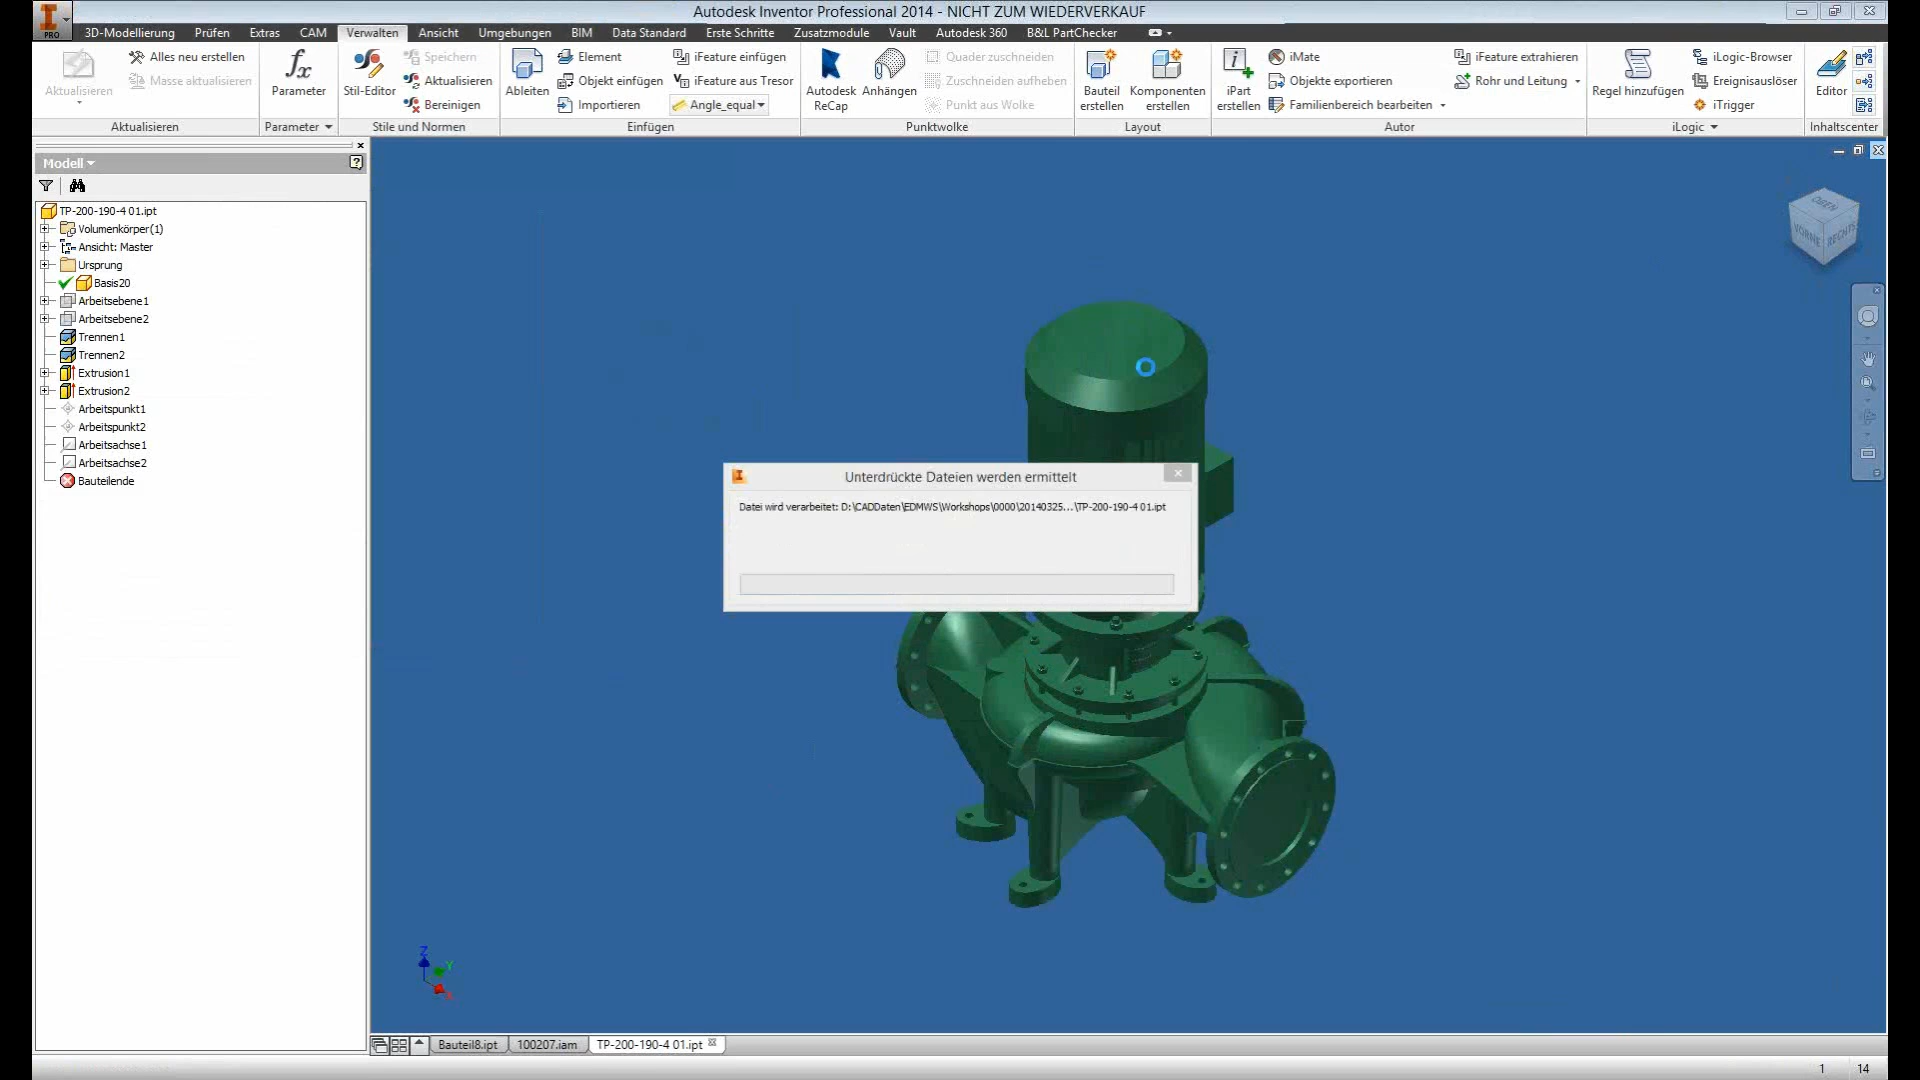 Autodesk Inventor Professional 2014 - NICHT ZUM WIEDERVERKAUF
PRO
3D-Modellierung Prüfen Extras CAM Verwalten Ansicht Umgebungen BIM Data Standard Erste Schritte Zusatzmodule Vault Autodesk 360 B&L PartChecker
Alles neu erstellen Speichern Element iFeature einfügen Quader zuschneiden iMate iFeature extrahieren iLogic-Browser
Masse aktualisieren Aktualisieren Objekt einfügen iFeature aus Tresor Zuschneiden aufheben Objekte exportieren Rohr und Leitung Ereignisauslöser
Aktualisieren Parameter Stil-Editor Ableiten Autodesk ReCap Anhängen Bauteil erstellen Komponenten erstellen iPart erstellen Regel hinzufügen Editor
Bereinigen Importieren Angle_equal Punkt aus Wolke Familienbereich bearbeiten iTrigger
Aktualisieren Parameter Stile und Normen Einfügen Punktwolke Layout Autor iLogic Inhaltscenter
Modell
TP-200-190-4 01.ipt
Volumenkörper(1)
Ansicht: Master
Ursprung
Basis20
Arbeitsebene1
Arbeitsebene2
Trennen1
Trennen2
Extrusion1
Extrusion2
Arbeitspunkt1
Arbeitspunkt2
Arbeitsachse1
Arbeitsachse2
Bauteilende
OBEN
VORNE RECHTS
Unterdrückte Dateien werden ermittelt
Datei wird verarbeitet: D:\CADDaten\EDMWS\Workshops\0000\20140325...\TP-200-190-4 01.ipt
Z
Y
X
Bauteil8.ipt 100207.iam TP-200-190-4 01.ipt
1 14